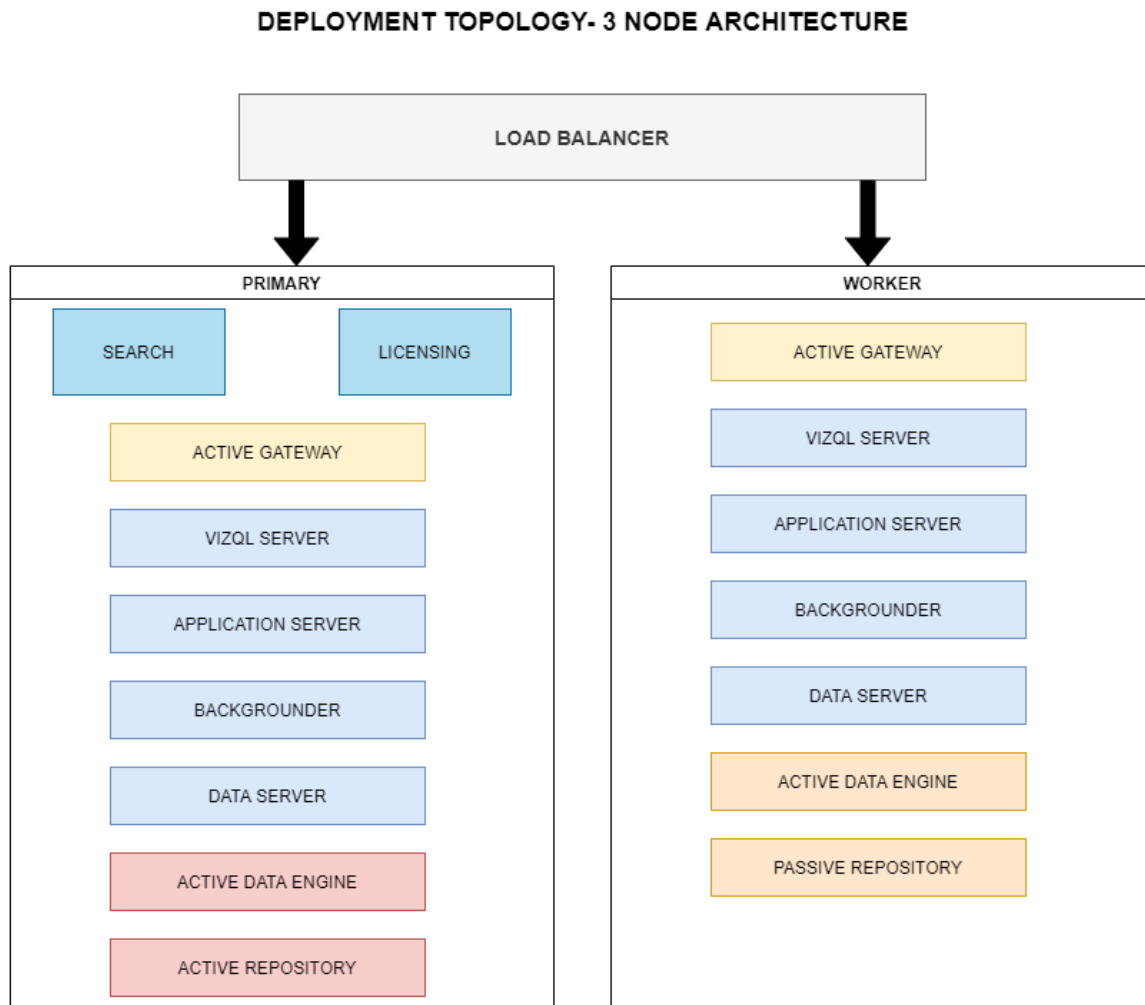 DEPLOYMENT TOPOLOGY- 3 NODE ARCHITECTURE
LOAD BALANCER
PRIMARY
SEARCH
LICENSING
ACTIVE GATEWAY
VIZQL SERVER
APPLICATION SERVER
BACKGROUNDER
DATA SERVER
ACTIVE DATA ENGINE
ACTIVE REPOSITORY
WORKER
ACTIVE GATEWAY
VIZQL SERVER
APPLICATION SERVER
BACKGROUNDER
DATA SERVER
ACTIVE DATA ENGINE
PASSIVE REPOSITORY